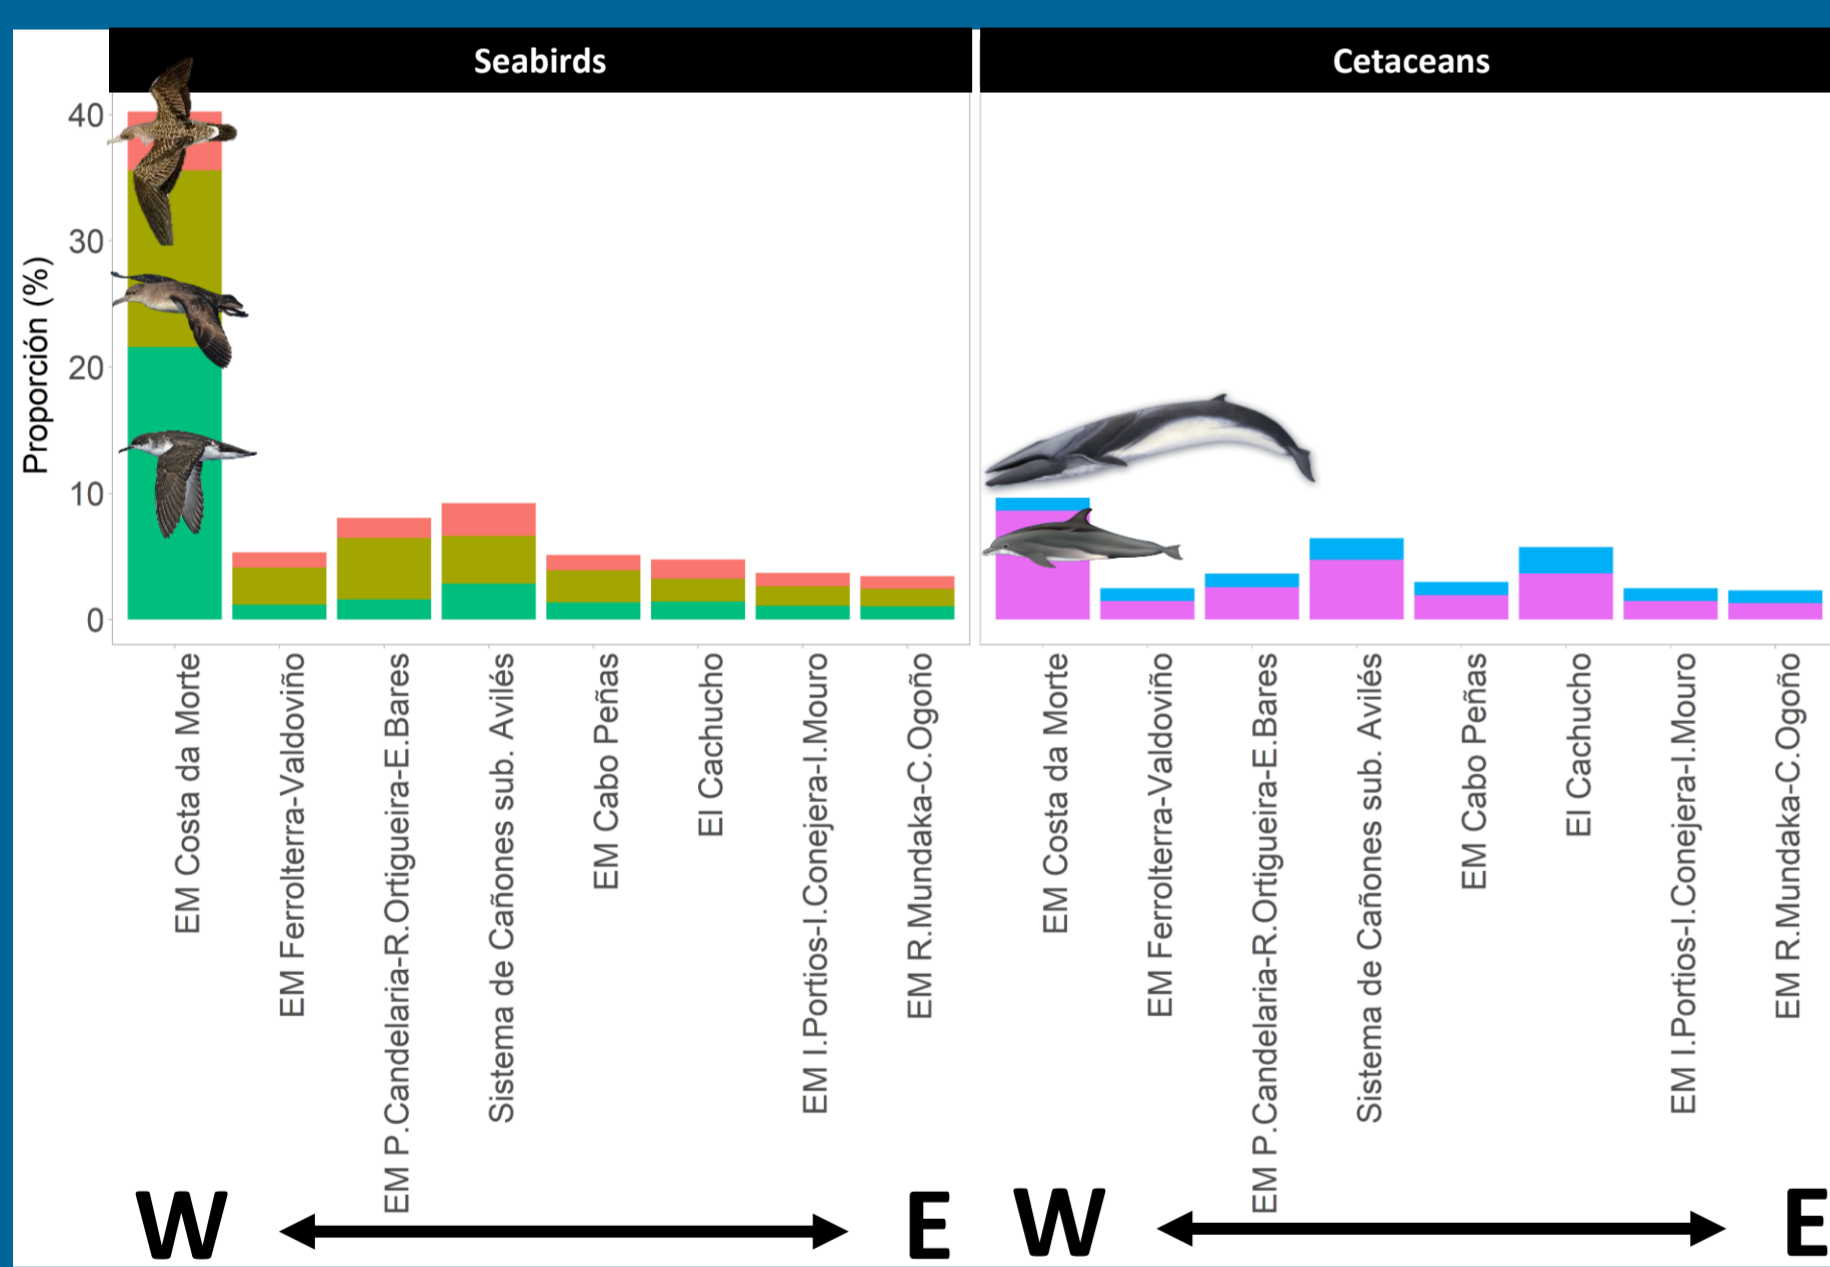 Seabirds
Cetaceans
Proporción (%)
40
30
20
10
0
EM Costa da Morte
EM Ferrolterra-Valdoviño
EM P.Candelaria-R.Ortigueira-E.Bares
Sistema de Cañones sub. Avilés
EM Cabo Peñas
El Cachucho
EM I.Portios-I.Conejera-I.Mouro
EM R.Mundaka-C.Ogoño
EM Costa da Morte
EM Ferrolterra-Valdoviño
EM P.Candelaria-R.Ortigueira-E.Bares
Sistema de Cañones sub. Avilés
EM Cabo Peñas
El Cachucho
EM I.Portios-I.Conejera-I.Mouro
EM R.Mundaka-C.Ogoño
W E
W E